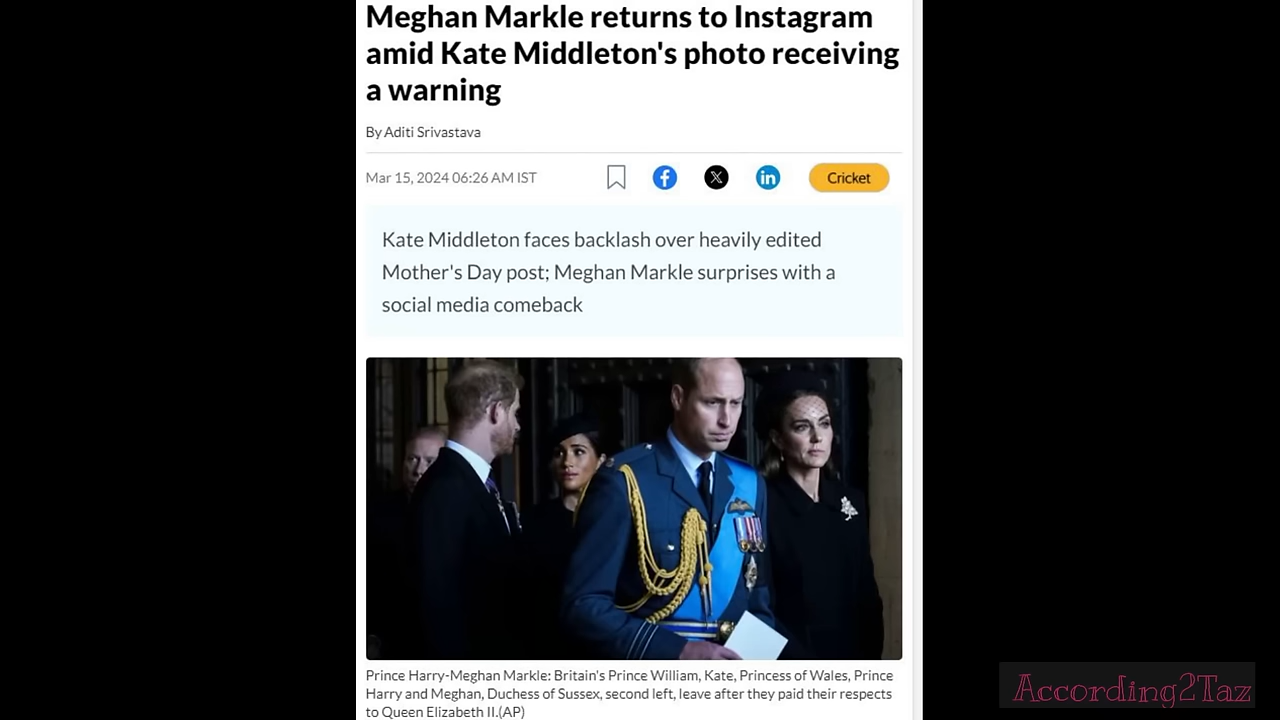 Meghan Markle returns to Instagram
amid Kate Middleton's photo receiving
a warning
By Aditi Srivastava
Mar 15, 2024 06:26 AM IST
Cricket
Kate Middleton faces backlash over heavily edited
Mother's Day post; Meghan Markle surprises with a
social media comeback
Prince Harry-Meghan Markle: Britain's Prince William, Kate, Princess of Wales, Prince
Harry and Meghan, Duchess of Sussex, second left, leave after they paid their respects
to Queen Elizabeth II.(AP)
According2Taz